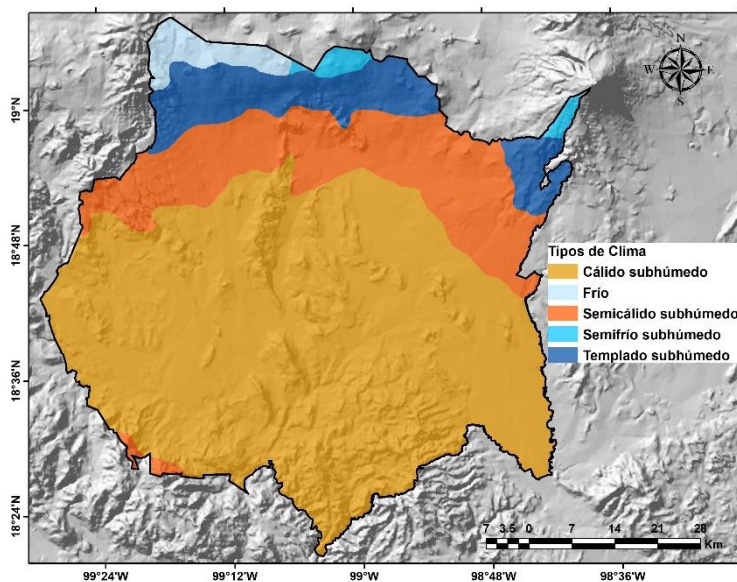 N
W E
S
19°N
18°48'N
18°36'N
18°24'N
Tipos de Clima
Cálido subhúmedo
Frío
Semicálido subhúmedo
Semifrío subhúmedo
Templado subhúmedo
7 3.5 0 7 14 21 28
Km
99°24'W 99°12'W 99°W 98°48'W 98°36'W